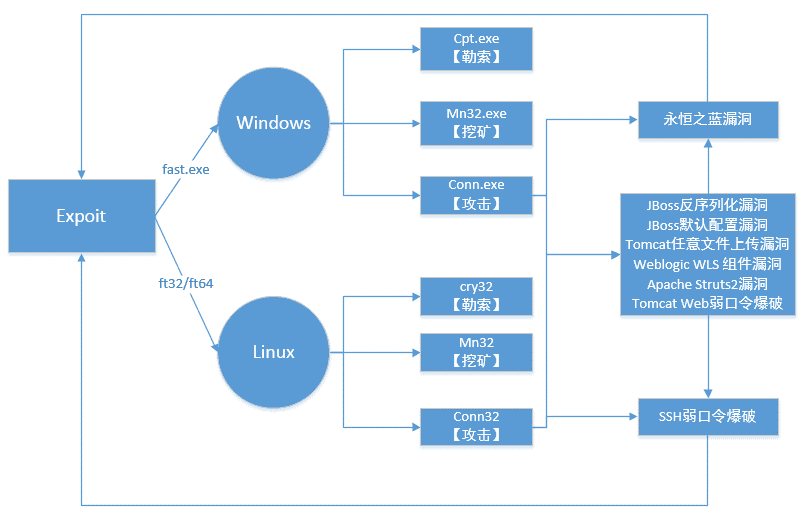 Expoit
fast.exe
ft32/ft64
Windows
Linux
Cpt.exe
【勒索】
Mn32.exe
【挖矿】
Conn.exe
【攻击】
cry32
【勒索】
Mn32
【挖矿】
Conn32
【攻击】
永恒之蓝漏洞
JBoss反序列化漏洞
JBoss默认配置漏洞
Tomcat任意文件上传漏洞
Weblogic WLS 组件漏洞
Apache Struts2漏洞
Tomcat Web弱口令爆破
SSH弱口令爆破